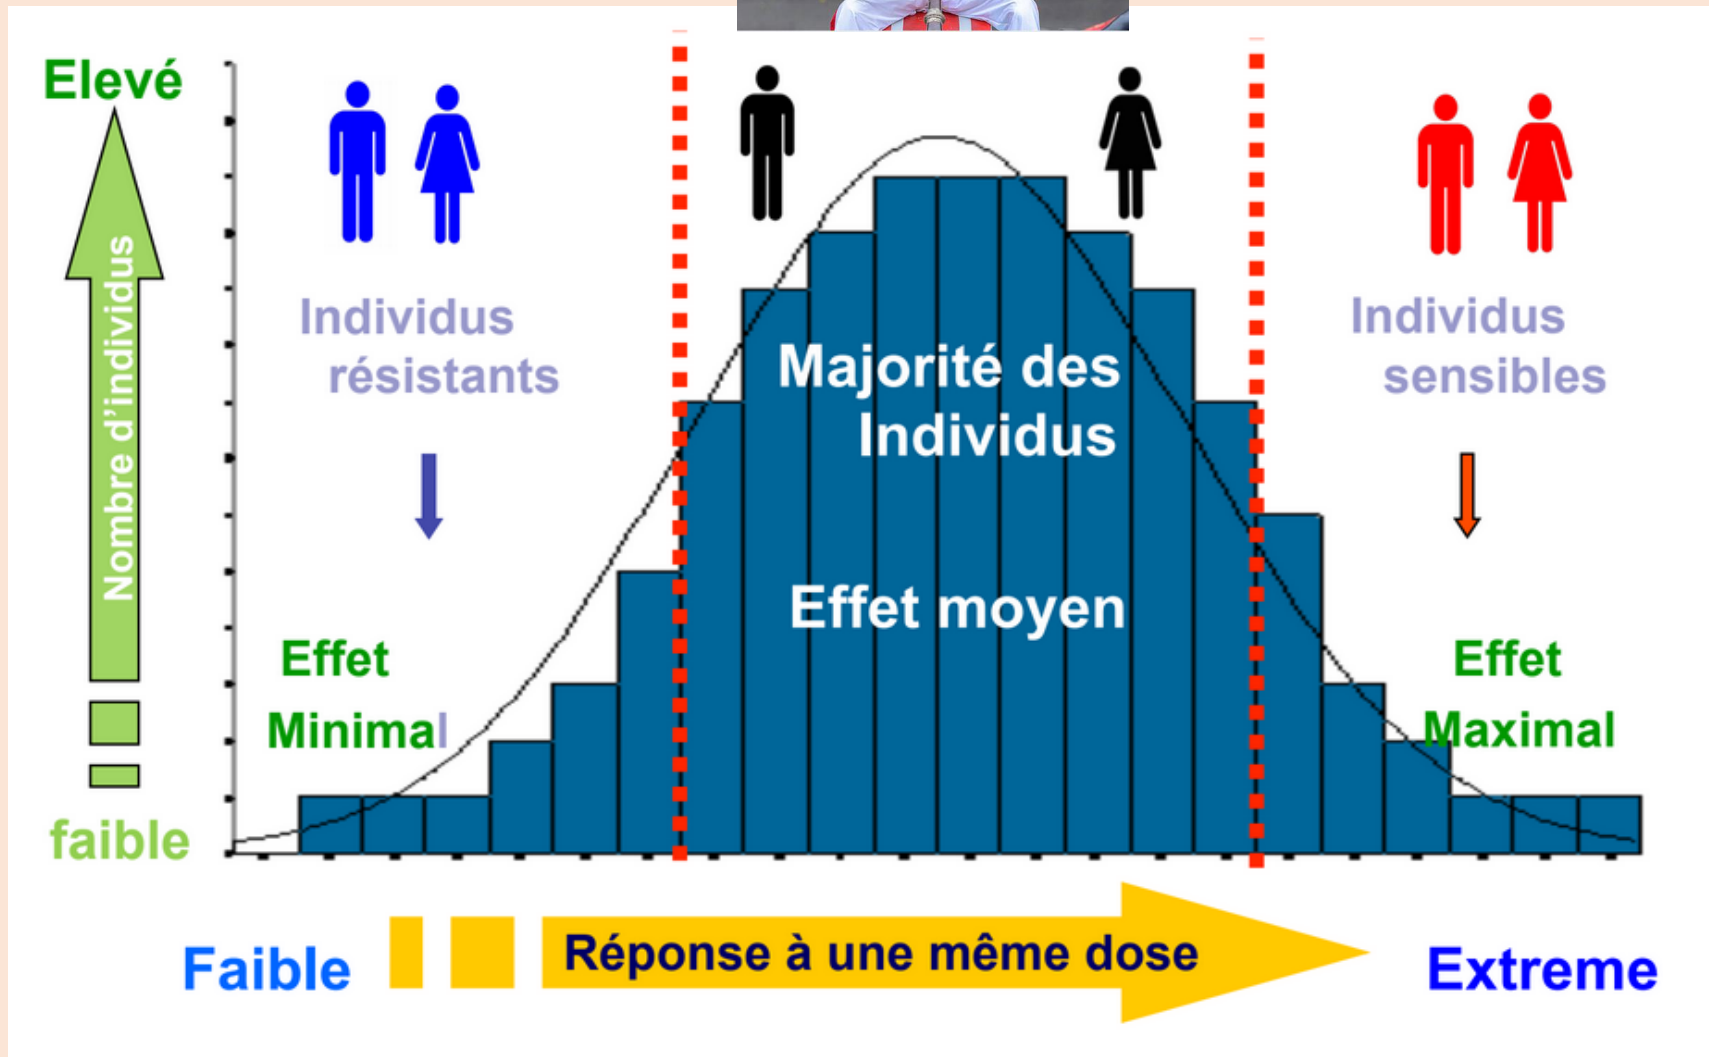 Elevé
Nombre d'individus
faible
Individus
résistants
Effet
Minimal
Majorité des
Individus
Effet moyen
Individus
sensibles
Effet
Maximal
Faible
Réponse à une même dose
Extreme